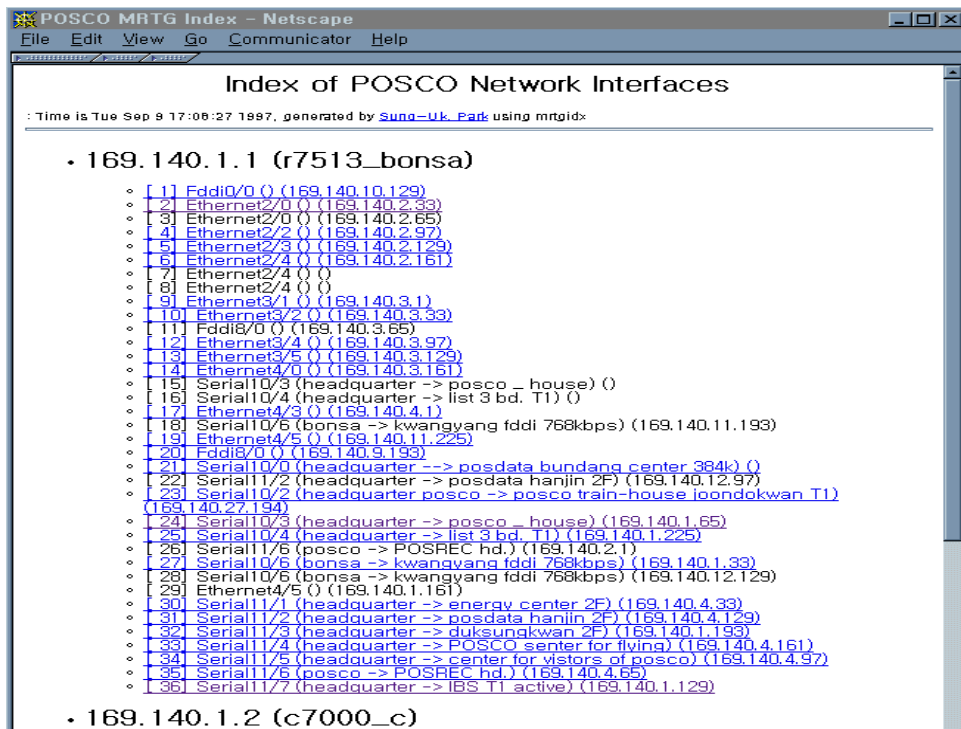 POSCO MRTG Index - Netscape
File Edit View Go Communicator Help
Index of POSCO Network Interfaces
: Time is Tue Sep 9 17:06:27 1997, generated by Sung-Uk, Park using mrtgidx
• 169.140.1.1 (r7513_bonsa)
[ 1] Fddi0/0 () (169.140.10.129)
[ 2] Ethernet2/0 () (169.140.2.33)
[ 3] Ethernet2/0 () (169.140.2.65)
[ 4] Ethernet2/2 () (169.140.2.97)
[ 5] Ethernet2/3 () (169.140.2.129)
[ 6] Ethernet2/4 () (169.140.2.161)
[ 7] Ethernet2/4 () ()
[ 8] Ethernet2/4 () ()
[ 9] Ethernet3/1 () (169.140.3.1)
[ 10] Ethernet3/2 () (169.140.3.33)
[ 11] Fddi8/0 () (169.140.3.65)
[ 12] Ethernet3/4 () (169.140.3.97)
[ 13] Ethernet3/5 () (169.140.3.129)
[ 14] Ethernet4/0 () (169.140.3.161)
[ 15] Serial10/3 (headquarter -> posco _ house) ()
[ 16] Serial10/4 (headquarter -> list 3 bd. T1) ()
[ 17] Ethernet4/3 () (169.140.4.1)
[ 18] Serial10/6 (bonsa -> kwangyang fddi 768kbps) (169.140.11.193)
[ 19] Ethernet4/5 () (169.140.11.225)
[ 20] Fddi8/0 () (169.140.9.193)
[ 21] Serial10/0 (headquarter --> posdata bundang center 384k) ()
[ 22] Serial11/2 (headquarter -> posdata hanjin 2F) (169.140.12.97)
[ 23] Serial10/2 (headquarter posco -> posco train-house joondokwan T1)
(169.140.27.194)
[ 24] Serial10/3 (headquarter -> posco _ house) (169.140.1.65)
[ 25] Serial10/4 (headquarter -> list 3 bd. T1) (169.140.1.225)
[ 26] Serial11/6 (posco -> POSREC hd.) (169.140.2.1)
[ 27] Serial10/6 (bonsa -> kwangyang fddi 768kbps) (169.140.1.33)
[ 28] Serial10/6 (bonsa -> kwangyang fddi 768kbps) (169.140.12.129)
[ 29] Ethernet4/5 () (169.140.1.161)
[ 30] Serial11/1 (headquarter -> energy center 2F) (169.140.4.33)
[ 31] Serial11/2 (headquarter -> posdata hanjin 2F) (169.140.4.129)
[ 32] Serial11/3 (headquarter -> duksungkwan 2F) (169.140.1.193)
[ 33] Serial11/4 (headquarter -> POSCO senter for flying) (169.140.4.161)
[ 34] Serial11/5 (headquarter -> center for vistors of posco) (169.140.4.97)
[ 35] Serial11/6 (posco -> POSREC hd.) (169.140.4.65)
[ 36] Serial11/7 (headquarter -> IBS T1 active) (169.140.1.129)
• 169.140.1.2 (c7000_c)